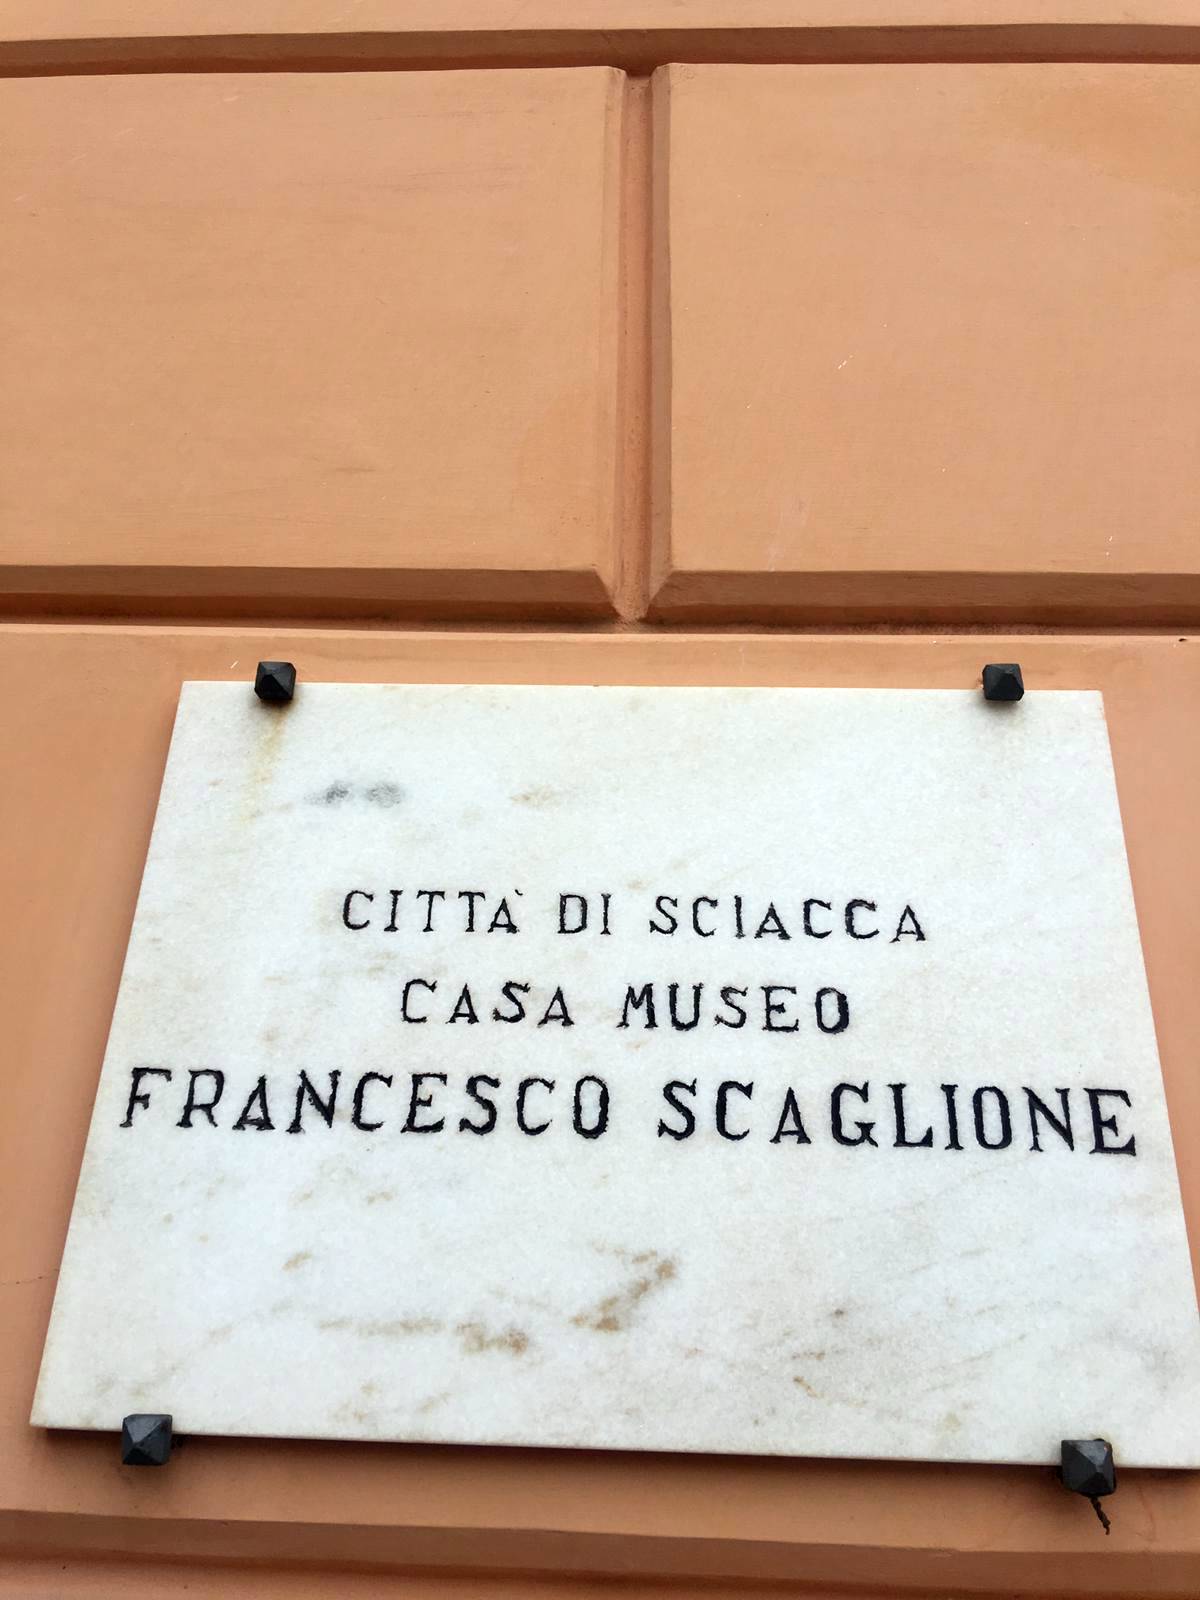 CITTÀ DI SCIACCA
CASA MUSEO
FRANCESCO SCAGLIONE